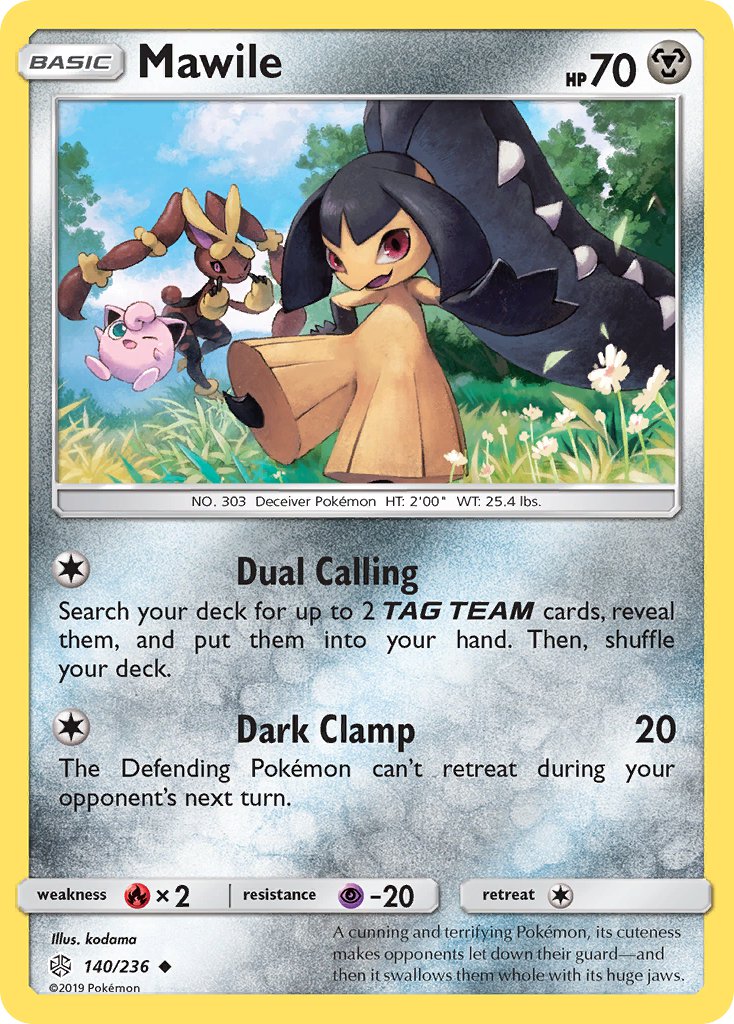 BASIC Mawile HP 70
NO. 303 Deceiver Pokémon HT: 2'00" WT: 25.4 lbs.
Dual Calling
Search your deck for up to 2 TAG TEAM cards, reveal
them, and put them into your hand. Then, shuffle
your deck.
Dark Clamp 20
The Defending Pokémon can't retreat during your
opponent's next turn.
weakness ×2 resistance -20 retreat
Illus. kodama
140/236
©2019 Pokémon
A cunning and terrifying Pokémon, its cuteness
makes opponents let down their guard—and
then it swallows them whole with its huge jaws.